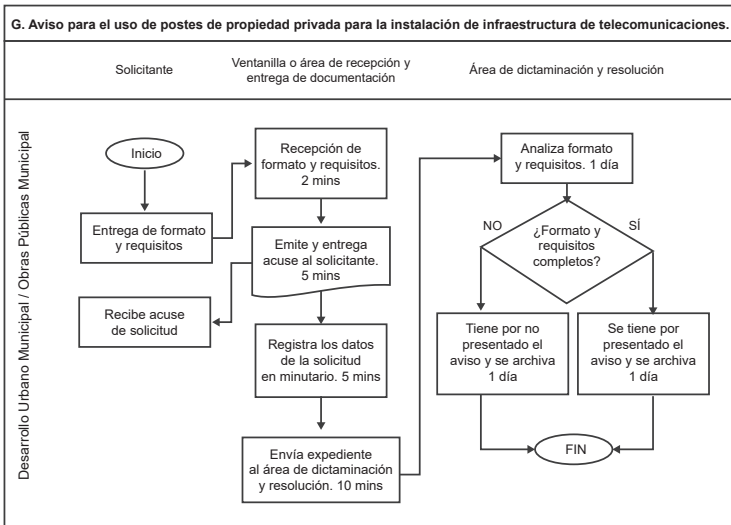 G. Aviso para el uso de postes de propiedad privada para la instalación de infraestructura de telecomunicaciones.
Solicitante
Ventanilla o área de recepción y
entrega de documentación
Área de dictaminación y resolución
Desarrollo Urbano Municipal / Obras Públicas Municipal
Inicio
Entrega de formato
y requisitos
Recepción de
formato y requisitos.
2 mins
Emite y entrega
acuse al solicitante.
5 mins
Recibe acuse
de solicitud
Registra los datos
de la solicitud
en minutario. 5 mins
Envía expediente
al área de dictaminación
y resolución. 10 mins
Analiza formato
y requisitos. 1 día
¿Formato y
requisitos
completos?
NO
SÍ
Tiene por no
presentado el
aviso y se archiva
1 día
Se tiene por
presentado el
aviso y se archiva
1 día
FIN